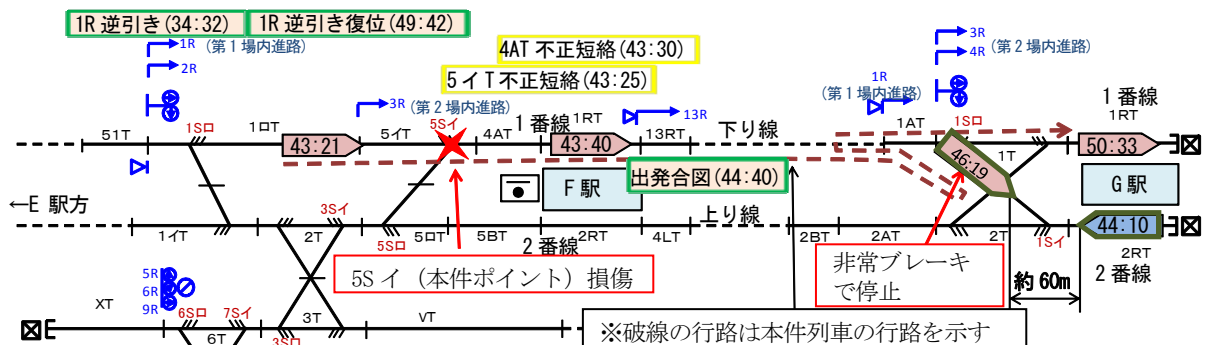 1R 逆引き(34:32) 1R 逆引き復位(49:42)
4AT 不正短絡(43:30)
5イT 不正短絡(43:25)
1R (第1場内進路)
2R
3R (第2場内進路)
13R
1R
(第1場内進路)
3R
4R (第2場内進路)
51T 1Sロ 1ロT 43:21 5イT 5Sイ 4AT 1番線 1RT 43:40 13RT 下り線 1AT 1Sロ 1T 1番線 1RT 50:33
46:19
F駅
出発合図(44:40)
G駅
←E 駅方
1イT 2T 3Sイ 5Sロ 5ロT 5BT 2番線 2RT 4LT 上り線 2BT 2AT 2T 1Sイ 44:10 2RT
2番線
5Sイ(本件ポイント)損傷
非常ブレーキ
で停止
約60m
5R
6R
9R
XT 6Sロ 7Sイ 6T 3Sロ 3T VT
※破線の行路は本件列車の行路を示す